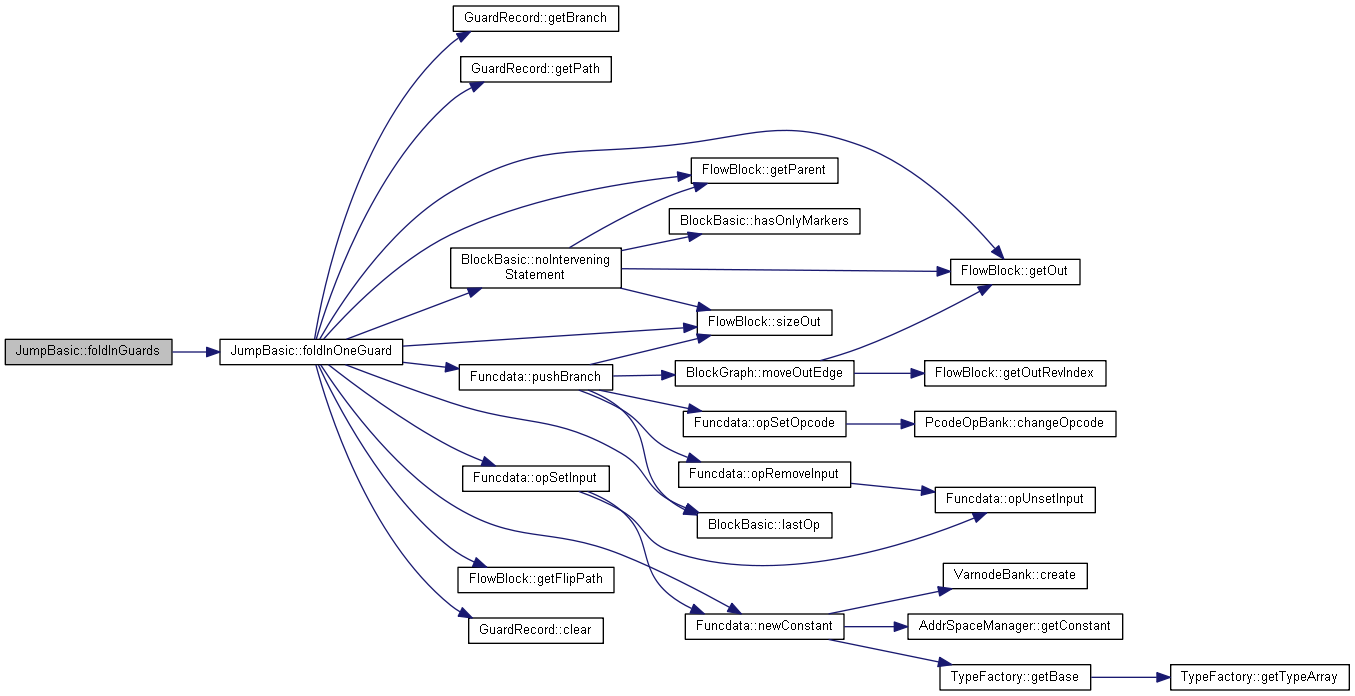 GuardRecord::getBranch
GuardRecord::getPath
FlowBlock::getParent
BlockBasic::hasOnlyMarkers
BlockBasic::noIntervening
Statement
FlowBlock::getOut
FlowBlock::sizeOut
JumpBasic::foldInGuards
JumpBasic::foldInOneGuard
Funcdata::pushBranch
BlockGraph::moveOutEdge
FlowBlock::getOutRevIndex
Funcdata::opSetOpcode
PcodeOpBank::changeOpcode
Funcdata::opSetInput
Funcdata::opRemoveInput
Funcdata::opUnsetInput
BlockBasic::lastOp
FlowBlock::getFlipPath
VarnodeBank::create
GuardRecord::clear
Funcdata::newConstant
AddrSpaceManager::getConstant
TypeFactory::getBase
TypeFactory::getTypeArray